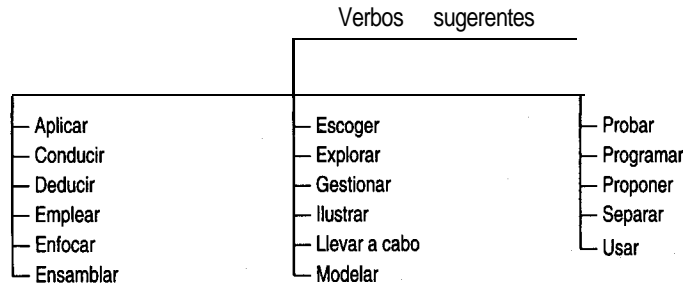 Verbos sugerentes
Aplicar
Conducir
Deducir
Emplear
Enfocar
Ensamblar
Escoger
Explorar
Gestionar
Ilustrar
Llevar a cabo
Modelar
Probar
Programar
Proponer
Separar
Usar